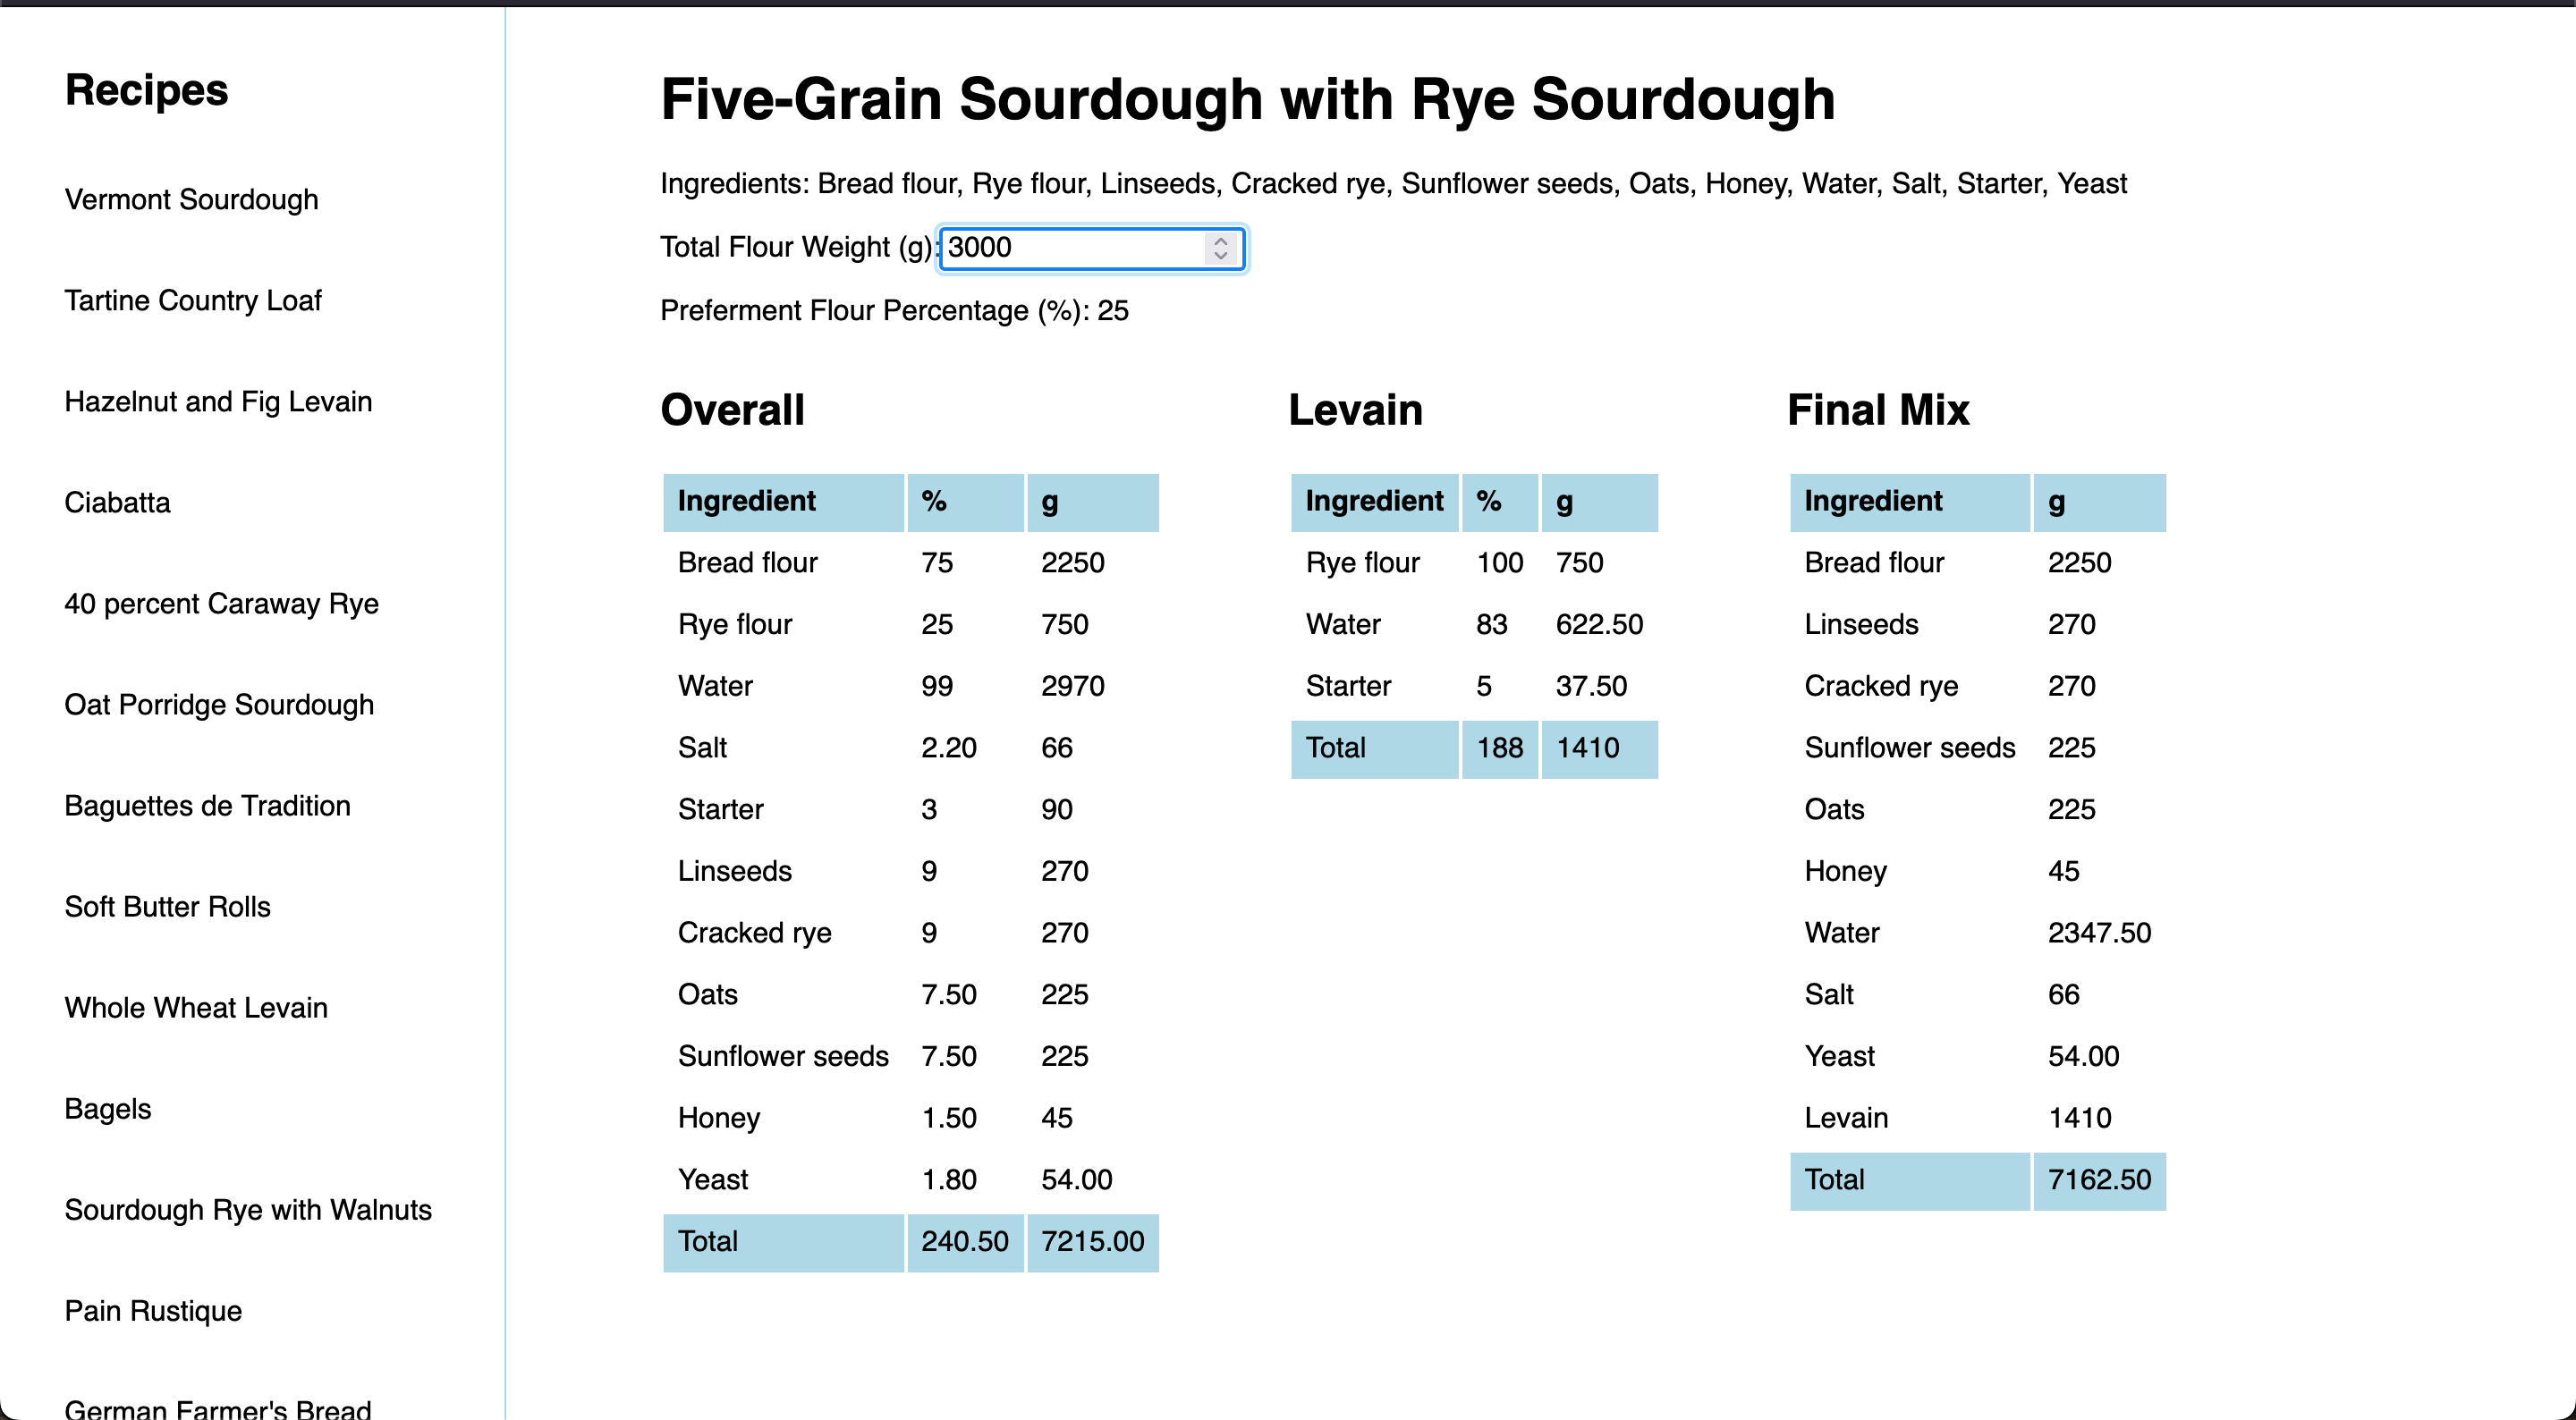 Recipes
Vermont Sourdough
Tartine Country Loaf
Hazelnut and Fig Levain
Ciabatta
40 percent Caraway Rye
Oat Porridge Sourdough
Baguettes de Tradition
Soft Butter Rolls
Whole Wheat Levain
Bagels
Sourdough Rye with Walnuts
Pain Rustique
German Farmer's Bread
Five-Grain Sourdough with Rye Sourdough
Ingredients: Bread flour, Rye flour, Linseeds, Cracked rye, Sunflower seeds, Oats, Honey, Water, Salt, Starter, Yeast
Total Flour Weight (g): 3000
Preferment Flour Percentage (%): 25
Overall
Ingredient % g
Bread flour 75 2250
Rye flour 25 750
Water 99 2970
Salt 2.20 66
Starter 3 90
Linseeds 9 270
Cracked rye 9 270
Oats 7.50 225
Sunflower seeds 7.50 225
Honey 1.50 45
Yeast 1.80 54.00
Total 240.50 7215.00
Levain
Ingredient % g
Rye flour 100 750
Water 83 622.50
Starter 5 37.50
Total 188 1410
Final Mix
Ingredient g
Bread flour 2250
Linseeds 270
Cracked rye 270
Sunflower seeds 225
Oats 225
Honey 45
Water 2347.50
Salt 66
Yeast 54.00
Levain 1410
Total 7162.50